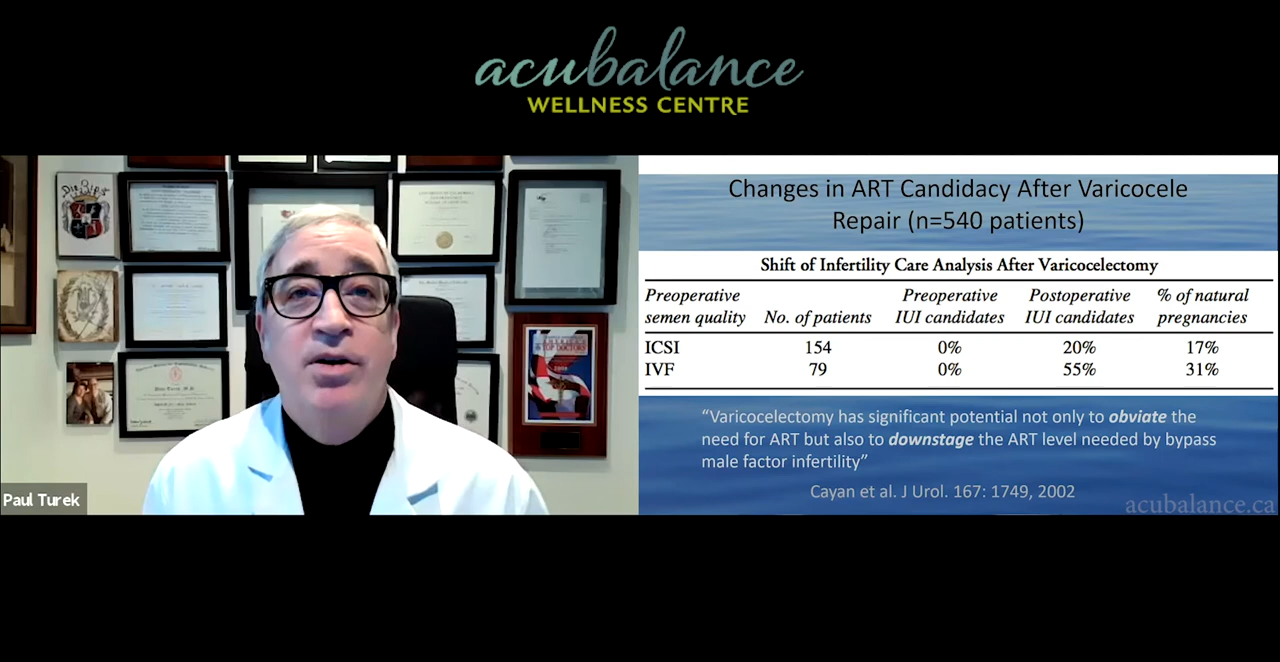 acubalance
WELLNESS CENTRE
Changes in ART Candidacy After Varicocele
Repair (n=540 patients)
Shift of Infertility Care Analysis After Varicocelectomy
Preoperative semen quality No. of patients Preoperative IUI candidates Postoperative IUI candidates % of natural pregnancies
ICSI 154 0% 20% 17%
IVF 79 0% 55% 31%
“Varicocelectomy has significant potential not only to obviate the
need for ART but also to downstage the ART level needed by bypass
male factor infertility”
Cayan et al. J Urol. 167: 1749, 2002
acubalance.ca
Paul Turek
AMERICA'S
TOP DOCTORS